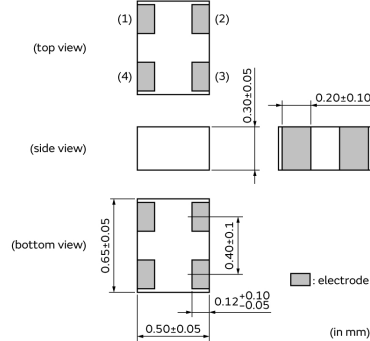 (1)
(2)
(top view)
(4)
(3)
0.30±0.05
0.20±0.10
(side view)
0.65±0.05
(bottom view)
0.40±0.1
: electrode
0.12+0.10
−0.05
0.50±0.05
(in mm)